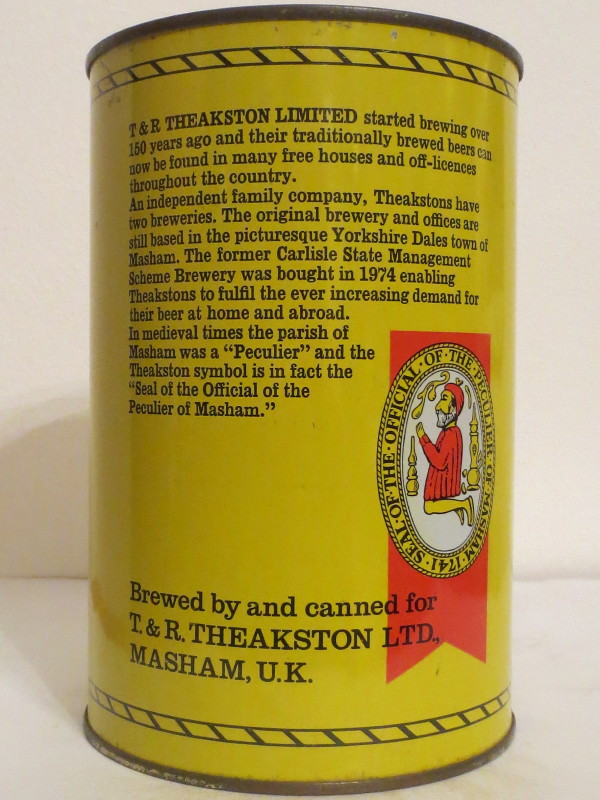 T & R THEAKSTON LIMITED started brewing over
150 years ago and their traditionally brewed beers can
now be found in many free houses and off-licences
throughout the country.
An independent family company, Theakstons have
two breweries. The original brewery and offices are
still based in the picturesque Yorkshire Dales town of
Masham. The former Carlisle State Management
Scheme Brewery was bought in 1974 enabling
Theakstons to fulfil the ever increasing demand for
their beer at home and abroad.
In medieval times the parish of
Masham was a “Peculier” and the
Theakston symbol is in fact the
“Seal of the Official of the
Peculier of Masham.”
SEAL·OF·THE·OFFICIAL·OF·THE·PECULIER·OF·MASHAM·1741·
Brewed by and canned for
T. & R. THEAKSTON LTD.,
MASHAM, U.K.